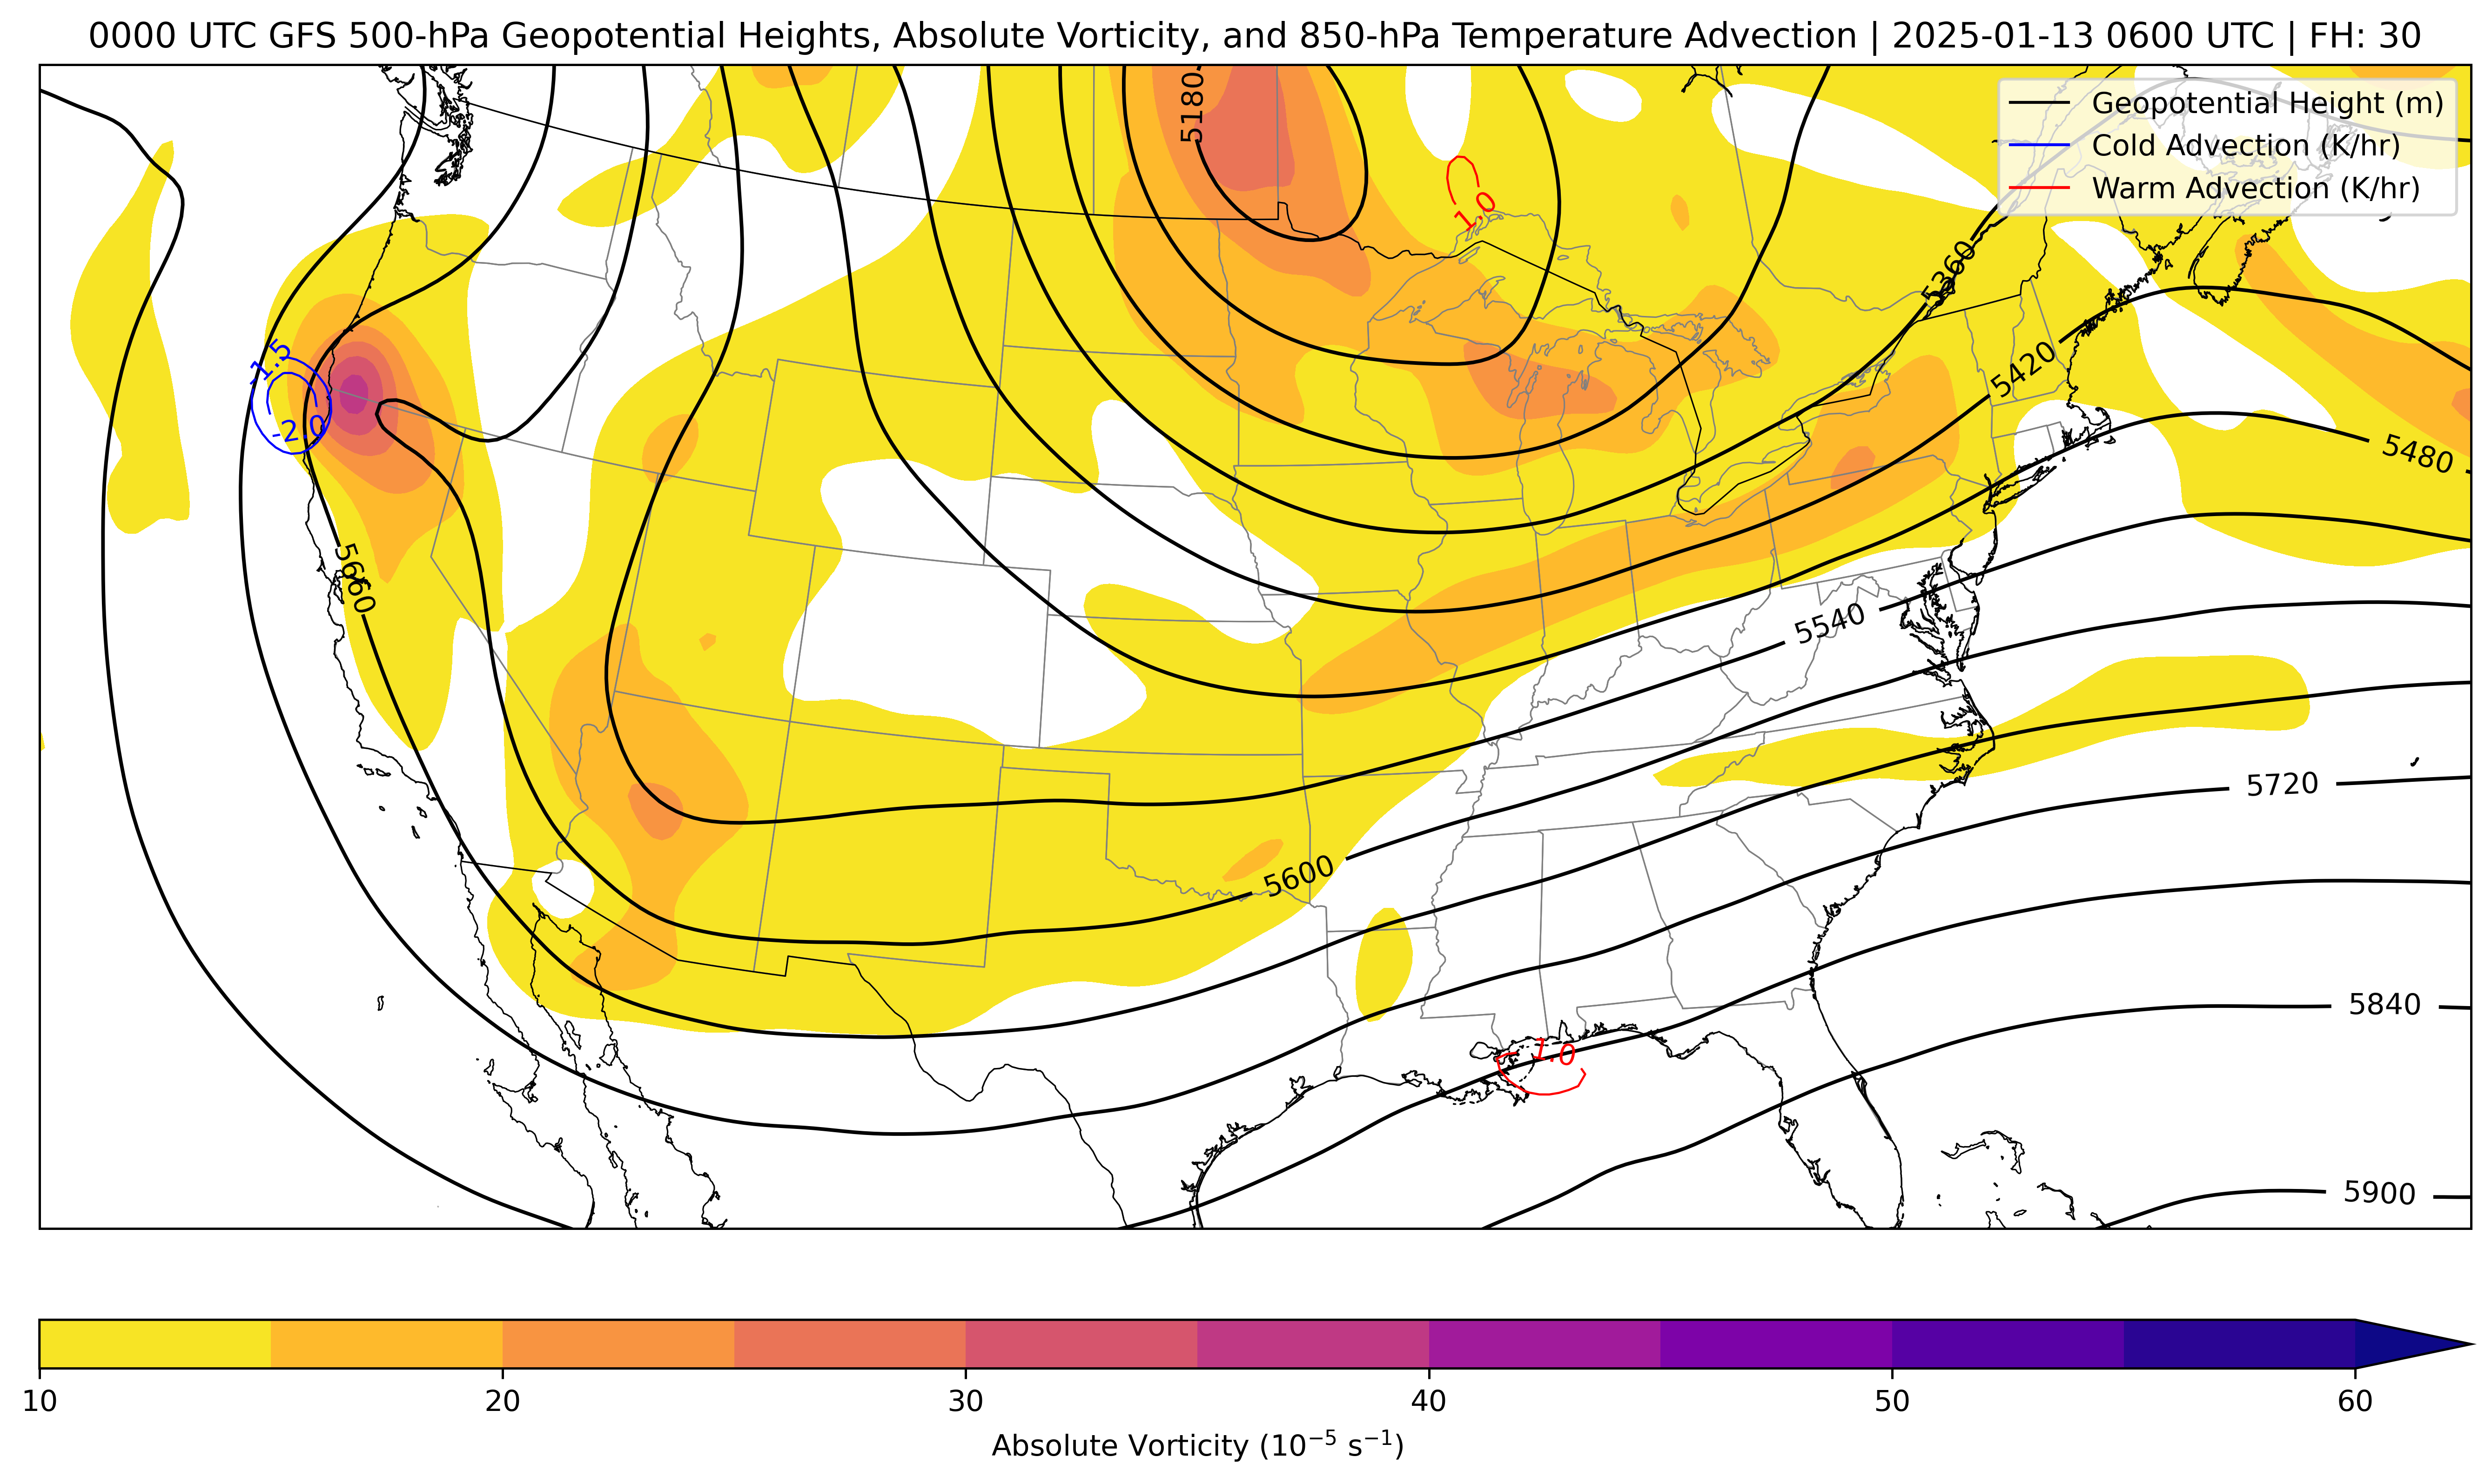 0000 UTC GFS 500-hPa Geopotential Heights, Absolute Vorticity, and 850-hPa Temperature Advection | 2025-01-13 0600 UTC | FH: 30
Geopotential Height (m)
Cold Advection (K/hr)
Warm Advection (K/hr)
5180
1.0
5360
-1.5
5420
-2.0
5480
5660
5540
5720
5600
5840
1.0
5900
10 20 30 40 50 60
Absolute Vorticity (10⁻⁵ s⁻¹)